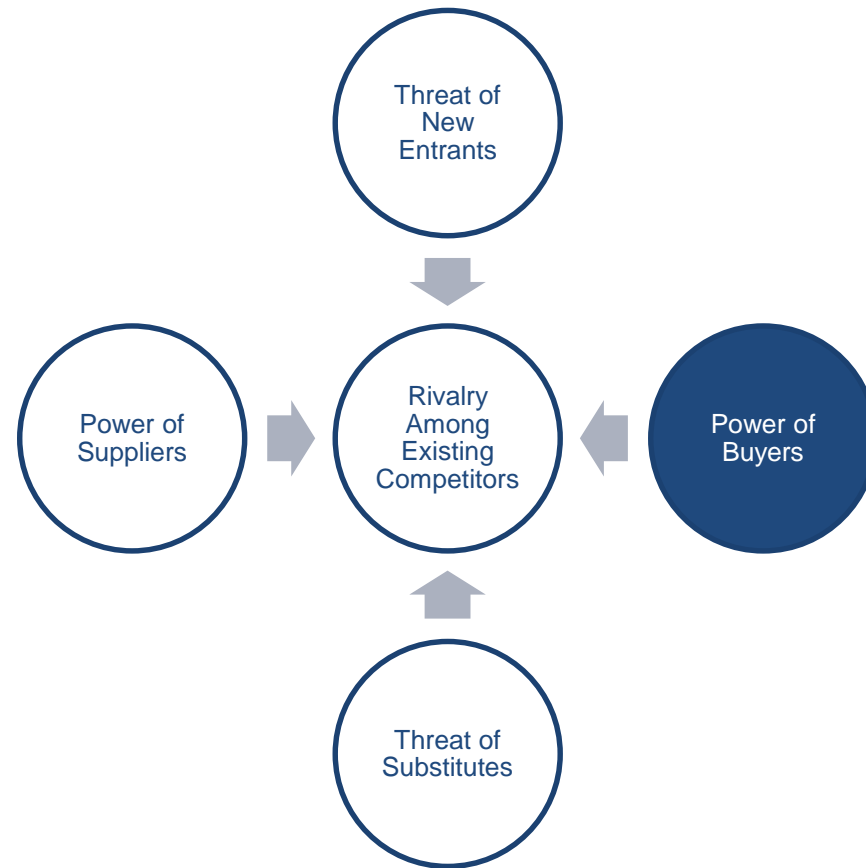 Threat of
New
Entrants
Power of
Suppliers
Rivalry
Among
Existing
Competitors
Power of
Buyers
Threat of
Substitutes